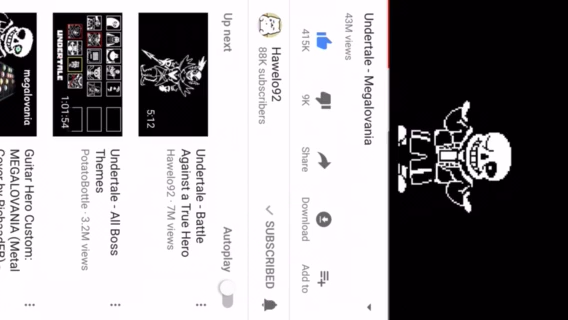 Undertale - Megalovania
43M views
415K
9K
Share
Download
Add to
Hawelo92
88K subscribers
SUBSCRIBED
Up next
Autoplay
5:12
Undertale - Battle
Against a True Hero
Hawelo92 · 7M views
UNDERTALE
1:01:54
Undertale - All Boss
Themes
PotatoBottle · 3.2M views
megalovania
Guitar Hero Custom:
MEGALOVANIA (Metal